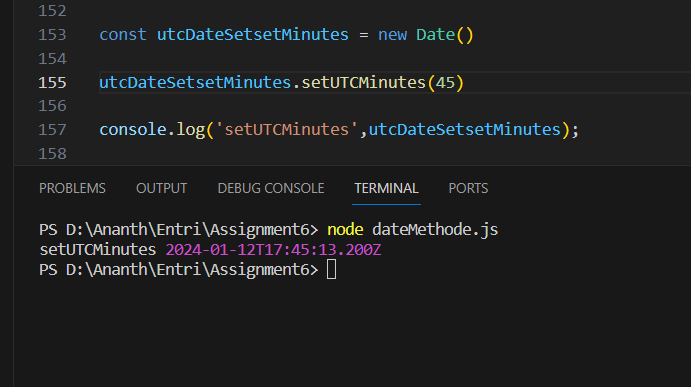 152
153 const utcDateSetsetMinutes = new Date()
154
155 utcDateSetsetMinutes.setUTCMinutes(45)
156
157 console.log('setUTCMinutes',utcDateSetsetMinutes);
158
PROBLEMS OUTPUT DEBUG CONSOLE TERMINAL PORTS
PS D:\Ananth\Entri\Assignment6> node dateMethode.js
setUTCMinutes 2024-01-12T17:45:13.200Z
PS D:\Ananth\Entri\Assignment6>